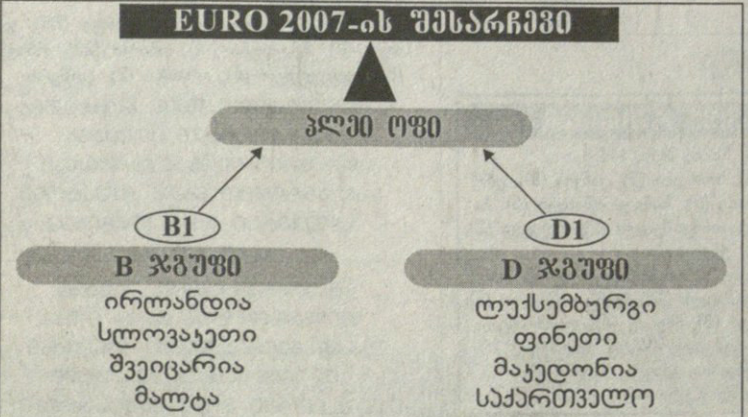 EURO 2007-ის შესარჩევი
პლეი ოფი
B1
D1
B ჯგუფი
ირლანდია
სლოვაკეთი
შვეიცარია
მალტა
D ჯგუფი
ლუქსემბურგი
ფინეთი
მაკედონია
საქართველო